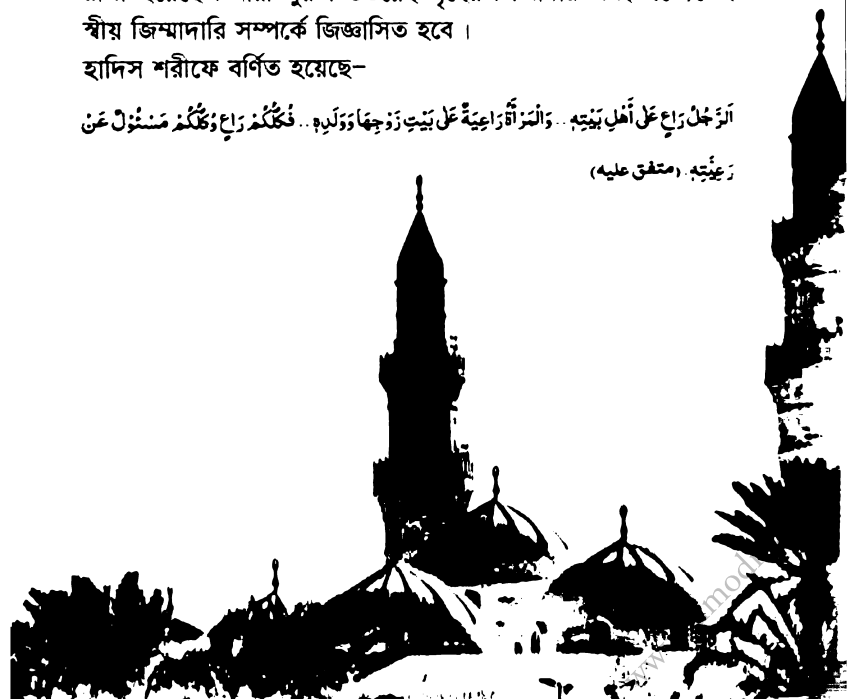 স্বীয় জিম্মাদারি সম্পর্কে জিজ্ঞাসিত হবে ।
হাদিস শরীফে বর্ণিত হয়েছে–
اَلرَّجُلُ رَاعٍ عَلٰى أَهْلِ بَيْتِهٖ .. وَالْمَرْأَةُ رَاعِيَةٌ عَلٰى بَيْتِ زَوْجِهَا وَوَلَدِهٖ .. فَكُلُّكُمْ رَاعٍ وَكُلُّكُمْ مَسْئُوْلٌ عَنْ
رَعِيَّتِهٖ. (متفق عليه)